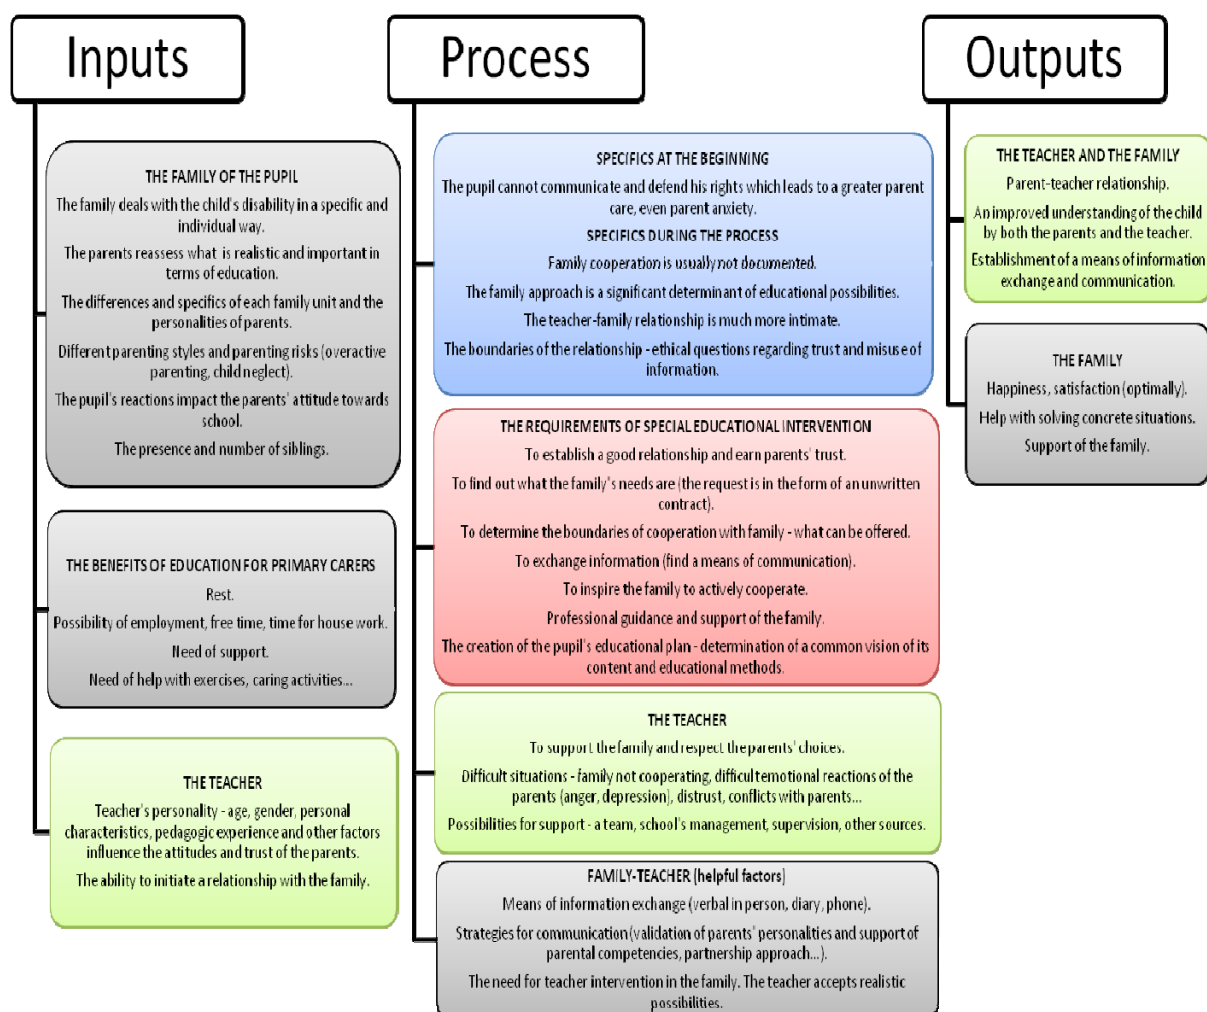 Inputs
THE FAMILY OF THE PUPIL
The family deals with the child's disability in a specific and
individual way.
The parents reassess what is realistic and important in
terms of education.
The differences and specifics of each family unit and the
personalities of parents.
Different parenting styles and parenting risks (overactive
parenting, child neglect).
The pupil's reactions impact the parents' attitude towards
school.
The presence and number of siblings.
THE BENEFITS OF EDUCATION FOR PRIMARY CARERS
Rest.
Possibility of employment, free time, time for house work.
Need of support.
Need of help with exercises, caring activities...
THE TEACHER
Teacher's personality - age, gender, personal
characteristics, pedagogic experience and other factors
influence the attitudes and trust of the parents.
The ability to initiate a relationship with the family.
Process
SPECIFICS AT THE BEGINNING
The pupil cannot communicate and defend his rights which leads to a greater parent
care, even parent anxiety.
SPECIFICS DURING THE PROCESS
Family cooperation is usually not documented.
The family approach is a significant determinant of educational possibilities.
The teacher-family relationship is much more intimate.
The boundaries of the relationship - ethical questions regarding trust and misuse of
information.
THE REQUIREMENTS OF SPECIAL EDUCATIONAL INTERVENTION
To establish a good relationship and earn parents' trust.
To find out what the family's needs are (the request is in the form of an unwritten
contract).
To determine the boundaries of cooperation with family - what can be offered.
To exchange information (find a means of communication).
To inspire the family to actively cooperate.
Professional guidance and support of the family.
The creation of the pupil's educational plan - determination of a common vision of its
content and educational methods.
THE TEACHER
To support the family and respect the parents' choices.
Difficult situations - family not cooperating, difficult temotional reactions of the
parents (anger, depression), distrust, conflicts with parents...
Possibilities for support - a team, school's management, supervision, other sources.
FAMILY-TEACHER (helpful factors)
Means of information exchange (verbal in person, diary, phone).
Strategies for communication (validation of parents' personalities and support of
parental competencies, partnership approach...).
The need for teacher intervention in the family. The teacher accepts realistic
possibilities.
Outputs
THE TEACHER AND THE FAMILY
Parent-teacher relationship.
An improved understanding of the child
by both the parents and the teacher.
Establishment of a means of information
exchange and communication.
THE FAMILY
Happiness, satisfaction (optimally).
Help with solving concrete situations.
Support of the family.